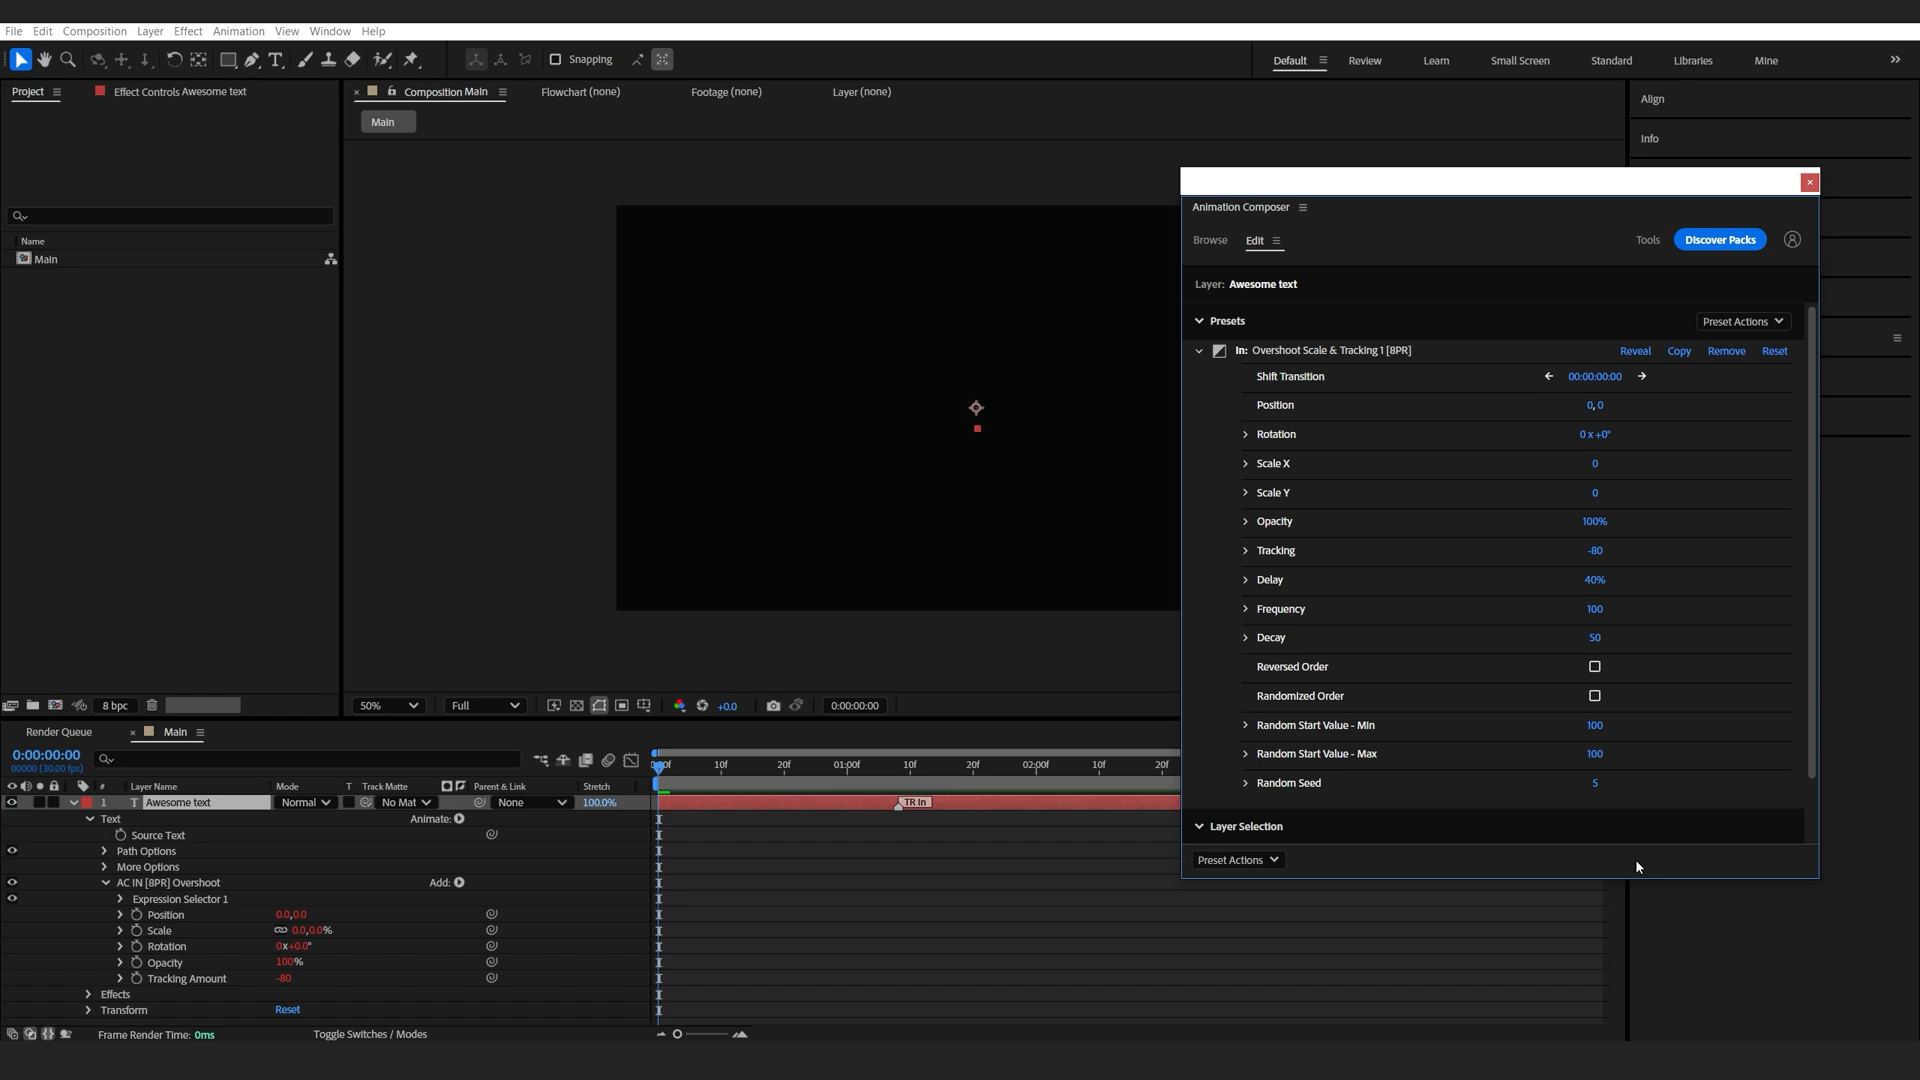 File Edit Composition Layer Effect Animation View Window Help
Snapping
Default Review Learn Small Screen Standard Libraries Mine
Project Effect Controls Awesome text
Composition Main Flowchart (none) Footage (none) Layer (none)
Main
Align
Info
Name
Main
Animation Composer
Browse Edit Tools Discover Packs
Layer: Awesome text
Presets Preset Actions
In: Overshoot Scale & Tracking 1 [8PR] Reveal Copy Remove Reset
Shift Transition 00:00:00:00
Position 0, 0
Rotation 0 x +0°
Scale X 0
Scale Y 0
Opacity 100%
Tracking -80
Delay 40%
Frequency 100
Decay 50
Reversed Order
Randomized Order
Random Start Value - Min 100
Random Start Value - Max 100
Random Seed 5
Layer Selection
Preset Actions
8 bpc
50% Full +0.0 0:00:00:00
Render Queue Main
0:00:00:00
00000 (30.00 fps)
10f 20f 01:00f 10f 20f 02:00f 10f 20f
# Layer Name Mode T Track Matte Parent & Link Stretch
1 T Awesome text Normal No Mat None 100.0% TR In
Text Animate:
Source Text
Path Options
More Options
AC IN [8PR] Overshoot Add:
Expression Selector 1
Position 0.0,0.0
Scale 0.0,0.0%
Rotation 0x+0.0°
Opacity 100%
Tracking Amount -80
Effects
Transform Reset
Frame Render Time: 0ms Toggle Switches / Modes